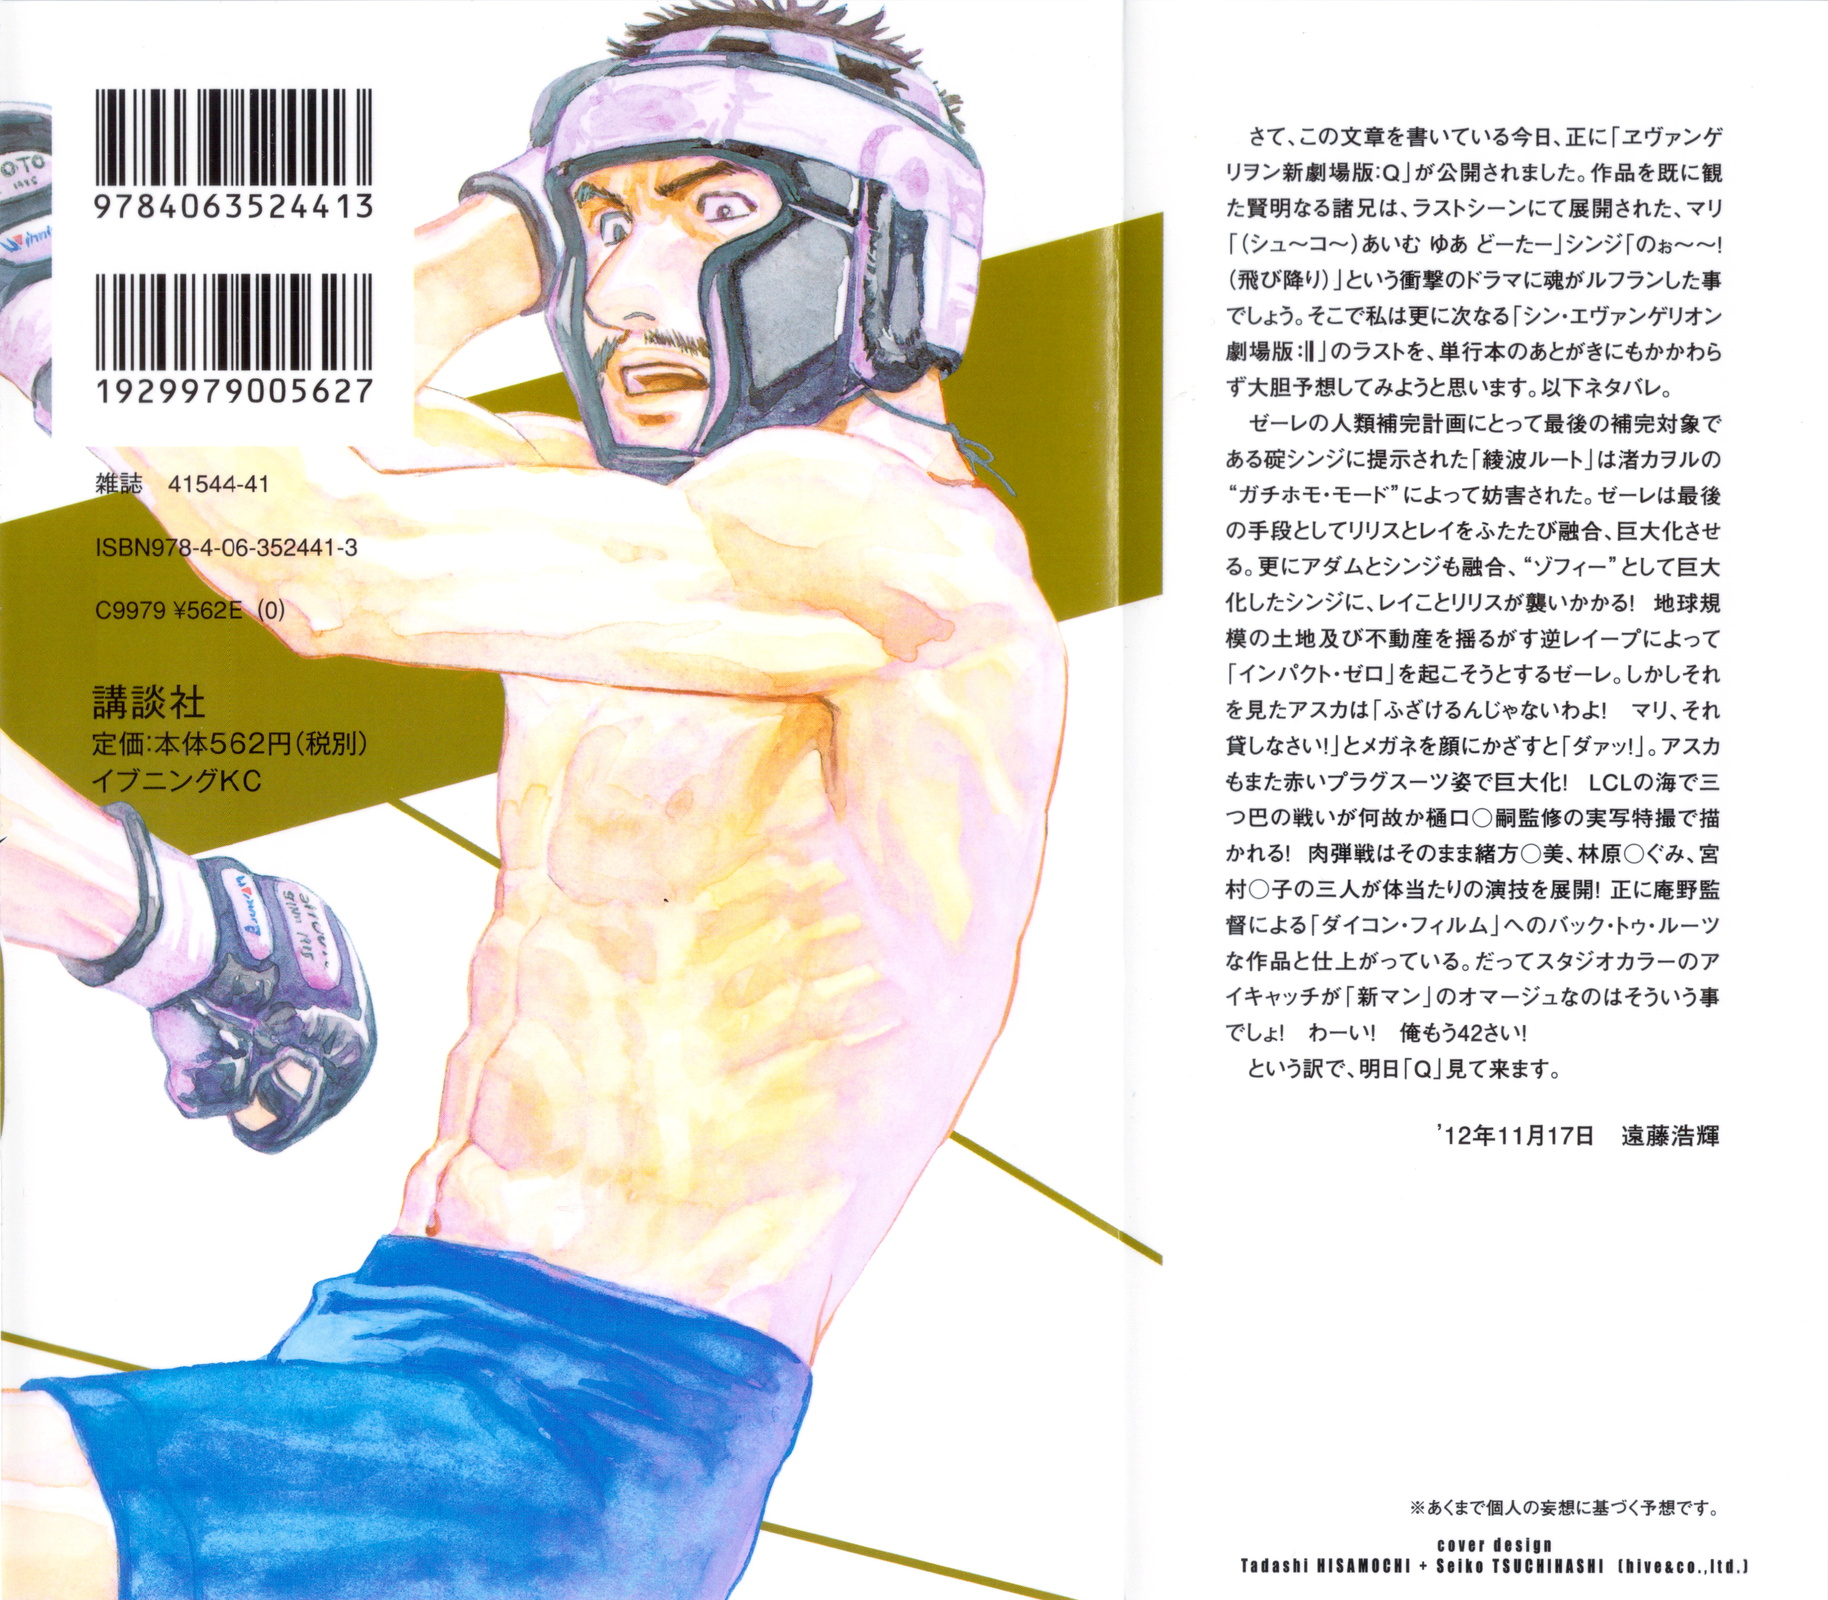 OTO
9784063524413
1929979005627
雑誌　41544-41
ISBN978-4-06-352441-3
C9979 ¥562E (0)
講談社
定価:本体562円(税別)
イブニングKC
さて、この文章を書いている今日、正に「ヱヴァンゲ
リヲン新劇場版:Q」が公開されました。作品を既に観
た賢明なる諸兄は、ラストシーンにて展開された、マリ
「(シュ〜コ〜)あいむ ゆあ どーたー」シンジ「のぉ〜〜!
(飛び降り)」という衝撃のドラマに魂がルフランした事
でしょう。そこで私は更に次なる「シン・エヴァンゲリオン
劇場版:‖」のラストを、単行本のあとがきにもかかわら
ず大胆予想してみようと思います。以下ネタバレ。
ゼーレの人類補完計画にとって最後の補完対象で
ある碇シンジに提示された「綾波ルート」は渚カヲルの
“ガチホモ・モード”によって妨害された。ゼーレは最後
の手段としてリリスとレイをふたたび融合、巨大化させ
る。更にアダムとシンジも融合、“ゾフィー”として巨大
化したシンジに、レイことリリスが襲いかかる!　地球規
模の土地及び不動産を揺るがす逆レイープによって
「インパクト・ゼロ」を起こそうとするゼーレ。しかしそれ
を見たアスカは「ふざけるんじゃないわよ!　マリ、それ
貸しなさい!」とメガネを顔にかざすと「ダァッ!」。アスカ
もまた赤いプラグスーツ姿で巨大化!　LCLの海で三
つ巴の戦いが何故か樋口○嗣監修の実写特撮で描
かれる!　肉弾戦はそのまま緒方○美、林原○ぐみ、宮
村○子の三人が体当たりの演技を展開! 正に庵野監
督による「ダイコン・フィルム」へのバック・トゥ・ルーツ
な作品と仕上がっている。だってスタジオカラーのア
イキャッチが「新マン」のオマージュなのはそういう事
でしょ!　わーい!　俺もう42さい!
という訳で、明日「Q」見て来ます。
’12年11月17日　遠藤浩輝
※あくまで個人の妄想に基づく予想です。
cover design
Tadashi HISAMOCHI + Seiko TSUCHIHASHI (hive&co.,ltd.)